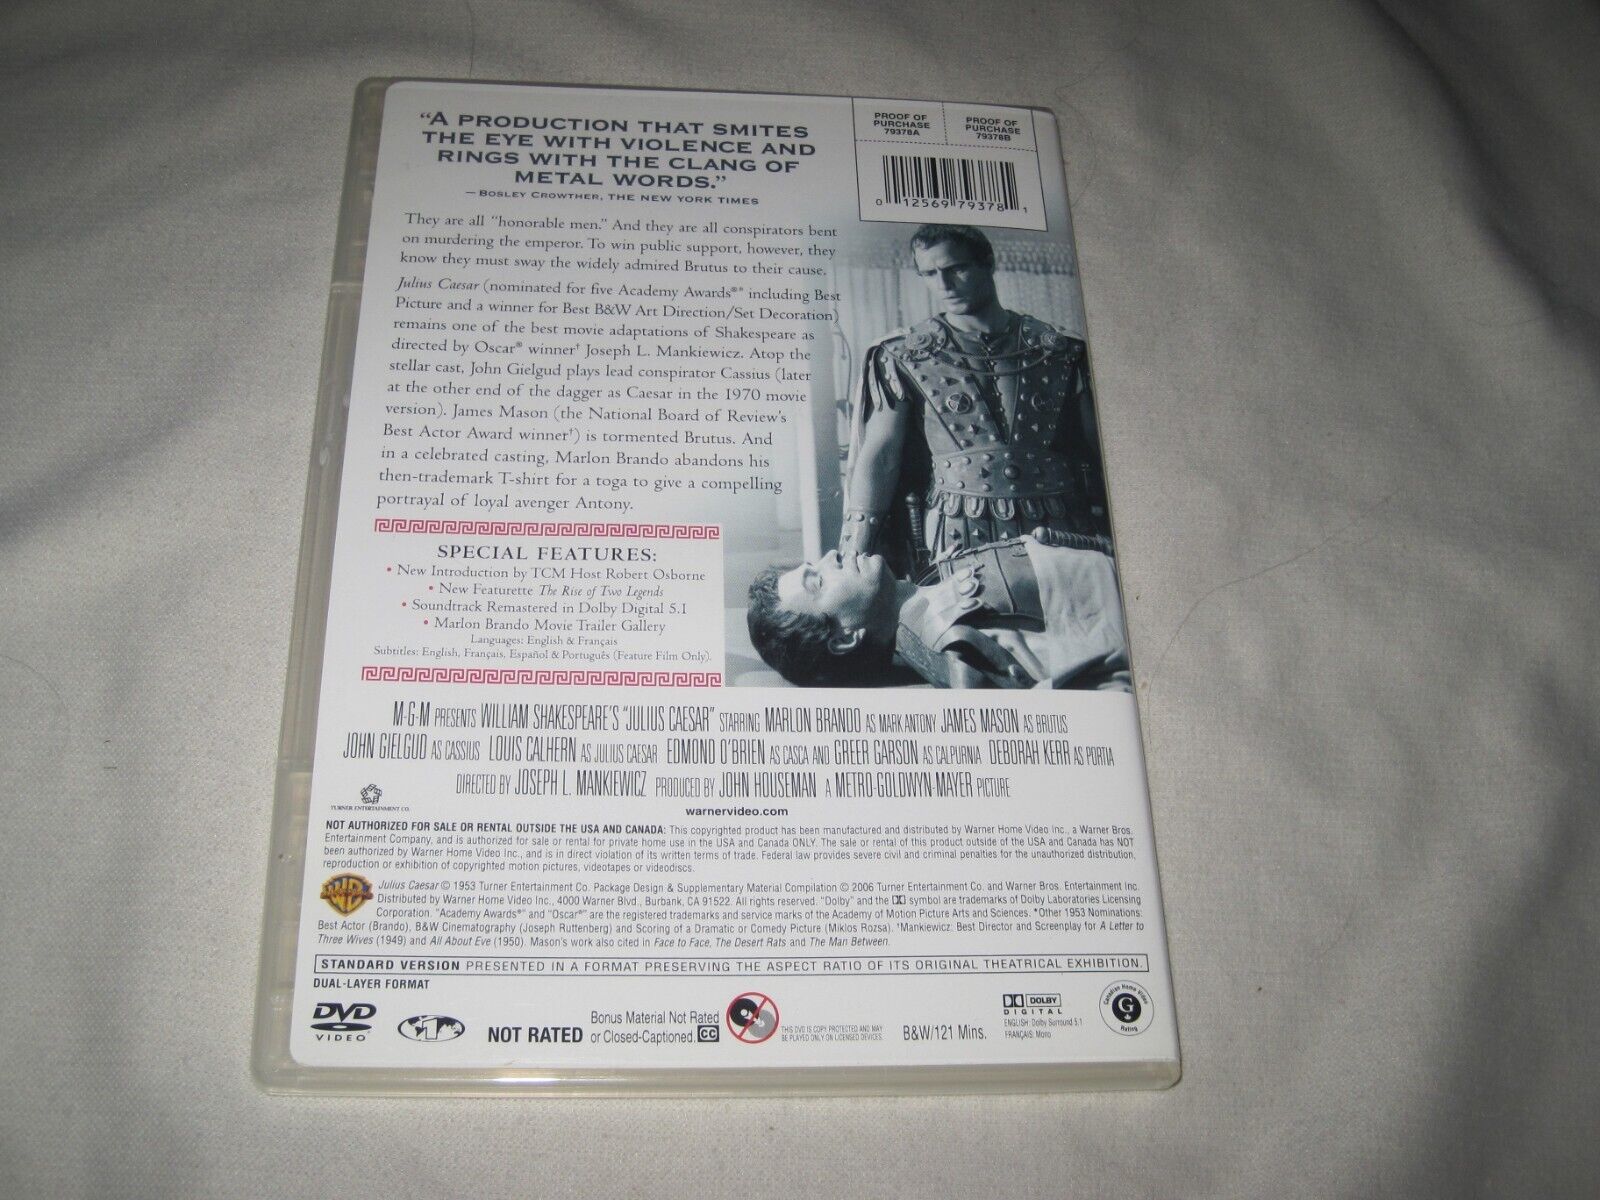 “A PRODUCTION THAT SMITES
THE EYE WITH VIOLENCE AND
RINGS WITH THE CLANG OF
METAL WORDS.”
— BOSLEY CROWTHER, THE NEW YORK TIMES
PROOF OF
PURCHASE
79378A
PROOF OF
PURCHASE
79378B
0 12569 79378 1
They are all “honorable men.” And they are all conspirators bent
on murdering the emperor. To win public support, however, they
know they must sway the widely admired Brutus to their cause.
Julius Caesar (nominated for five Academy Awards®* including Best
Picture and a winner for Best B&W Art Direction/Set Decoration)
remains one of the best movie adaptations of Shakespeare as
directed by Oscar® winner† Joseph L. Mankiewicz. Atop the
stellar cast, John Gielgud plays lead conspirator Cassius (later
at the other end of the dagger as Caesar in the 1970 movie
version). James Mason (the National Board of Review's
Best Actor Award winner†) is tormented Brutus. And
in a celebrated casting, Marlon Brando abandons his
then-trademark T-shirt for a toga to give a compelling
portrayal of loyal avenger Antony.
SPECIAL FEATURES:
• New Introduction by TCM Host Robert Osborne
• New Featurette The Rise of Two Legends
• Soundtrack Remastered in Dolby Digital 5.1
• Marlon Brando Movie Trailer Gallery
Languages: English & Français
Subtitles: English, Français, Español & Português (Feature Film Only).
M-G-M PRESENTS WILLIAM SHAKESPEARE'S "JULIUS CAESAR" STARRING MARLON BRANDO AS MARK ANTONY JAMES MASON AS BRUTUS
JOHN GIELGUD AS CASSIUS LOUIS CALHERN AS JULIUS CAESAR EDMOND O'BRIEN AS CASCA AND GREER GARSON AS CALPURNIA DEBORAH KERR AS PORTIA
DIRECTED BY JOSEPH L. MANKIEWICZ PRODUCED BY JOHN HOUSEMAN A METRO-GOLDWYN-MAYER PICTURE
TURNER ENTERTAINMENT CO.
warnervideo.com
NOT AUTHORIZED FOR SALE OR RENTAL OUTSIDE THE USA AND CANADA: This copyrighted product has been manufactured and distributed by Warner Home Video Inc., a Warner Bros.
Entertainment Company, and is authorized for sale or rental for private home use in the USA and Canada ONLY. The sale or rental of this product outside of the USA and Canada has NOT
been authorized by Warner Home Video Inc., and is in direct violation of its written terms of trade. Federal law provides severe civil and criminal penalties for the unauthorized distribution,
reproduction or exhibition of copyrighted motion pictures, videotapes or videodiscs.
Julius Caesar © 1953 Turner Entertainment Co. Package Design & Supplementary Material Compilation © 2006 Turner Entertainment Co. and Warner Bros. Entertainment Inc.
Distributed by Warner Home Video Inc., 4000 Warner Blvd., Burbank, CA 91522. All rights reserved. "Dolby" and the DD symbol are trademarks of Dolby Laboratories Licensing
Corporation. "Academy Awards®" and "Oscar®" are the registered trademarks and service marks of the Academy of Motion Picture Arts and Sciences. *Other 1953 Nominations:
Best Actor (Brando), B&W Cinematography (Joseph Ruttenberg) and Scoring of a Dramatic or Comedy Picture (Miklos Rozsa). †Mankiewicz: Best Director and Screenplay for A Letter to
Three Wives (1949) and All About Eve (1950). Mason's work also cited in Face to Face, The Desert Rats and The Man Between.
STANDARD VERSION PRESENTED IN A FORMAT PRESERVING THE ASPECT RATIO OF ITS ORIGINAL THEATRICAL EXHIBITION.
DUAL-LAYER FORMAT
DVD
VIDEO
1
NOT RATED
Bonus Material Not Rated
or Closed-Captioned. CC
THIS DVD IS COPY PROTECTED AND MAY
BE PLAYED ONLY ON LICENSED DEVICES.
B&W/121 Mins.
DOLBY
DIGITAL
ENGLISH: Dolby Surround 5.1
FRANÇAIS: Mono
Canadian Home Video
G
Rating